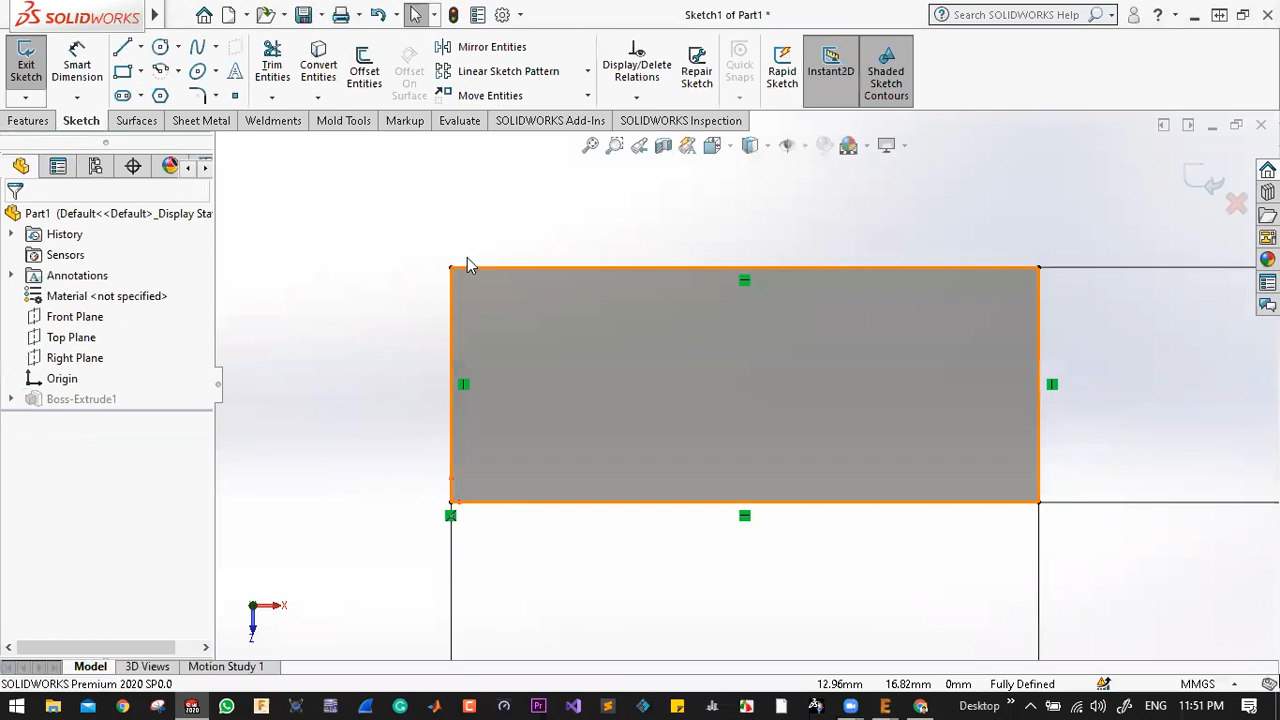 SOLIDWORKS
Sketch1 of Part1 *
Search SOLIDWORKS Help
Exit Sketch
Smart Dimension
Trim Entities
Convert Entities
Offset Entities
Offset On Surface
Mirror Entities
Linear Sketch Pattern
Move Entities
Display/Delete Relations
Repair Sketch
Quick Snaps
Rapid Sketch
Instant2D
Shaded Sketch Contours
Features
Sketch
Surfaces
Sheet Metal
Weldments
Mold Tools
Markup
Evaluate
SOLIDWORKS Add-Ins
SOLIDWORKS Inspection
Part1 (Default<<Default>_Display Sta
History
Sensors
Annotations
Material <not specified>
Front Plane
Top Plane
Right Plane
Origin
Boss-Extrude1
X
Z
Model
3D Views
Motion Study 1
SOLIDWORKS Premium 2020 SP0.0
12.96mm
16.82mm
0mm
Fully Defined
MMGS
Desktop
ENG
11:51 PM